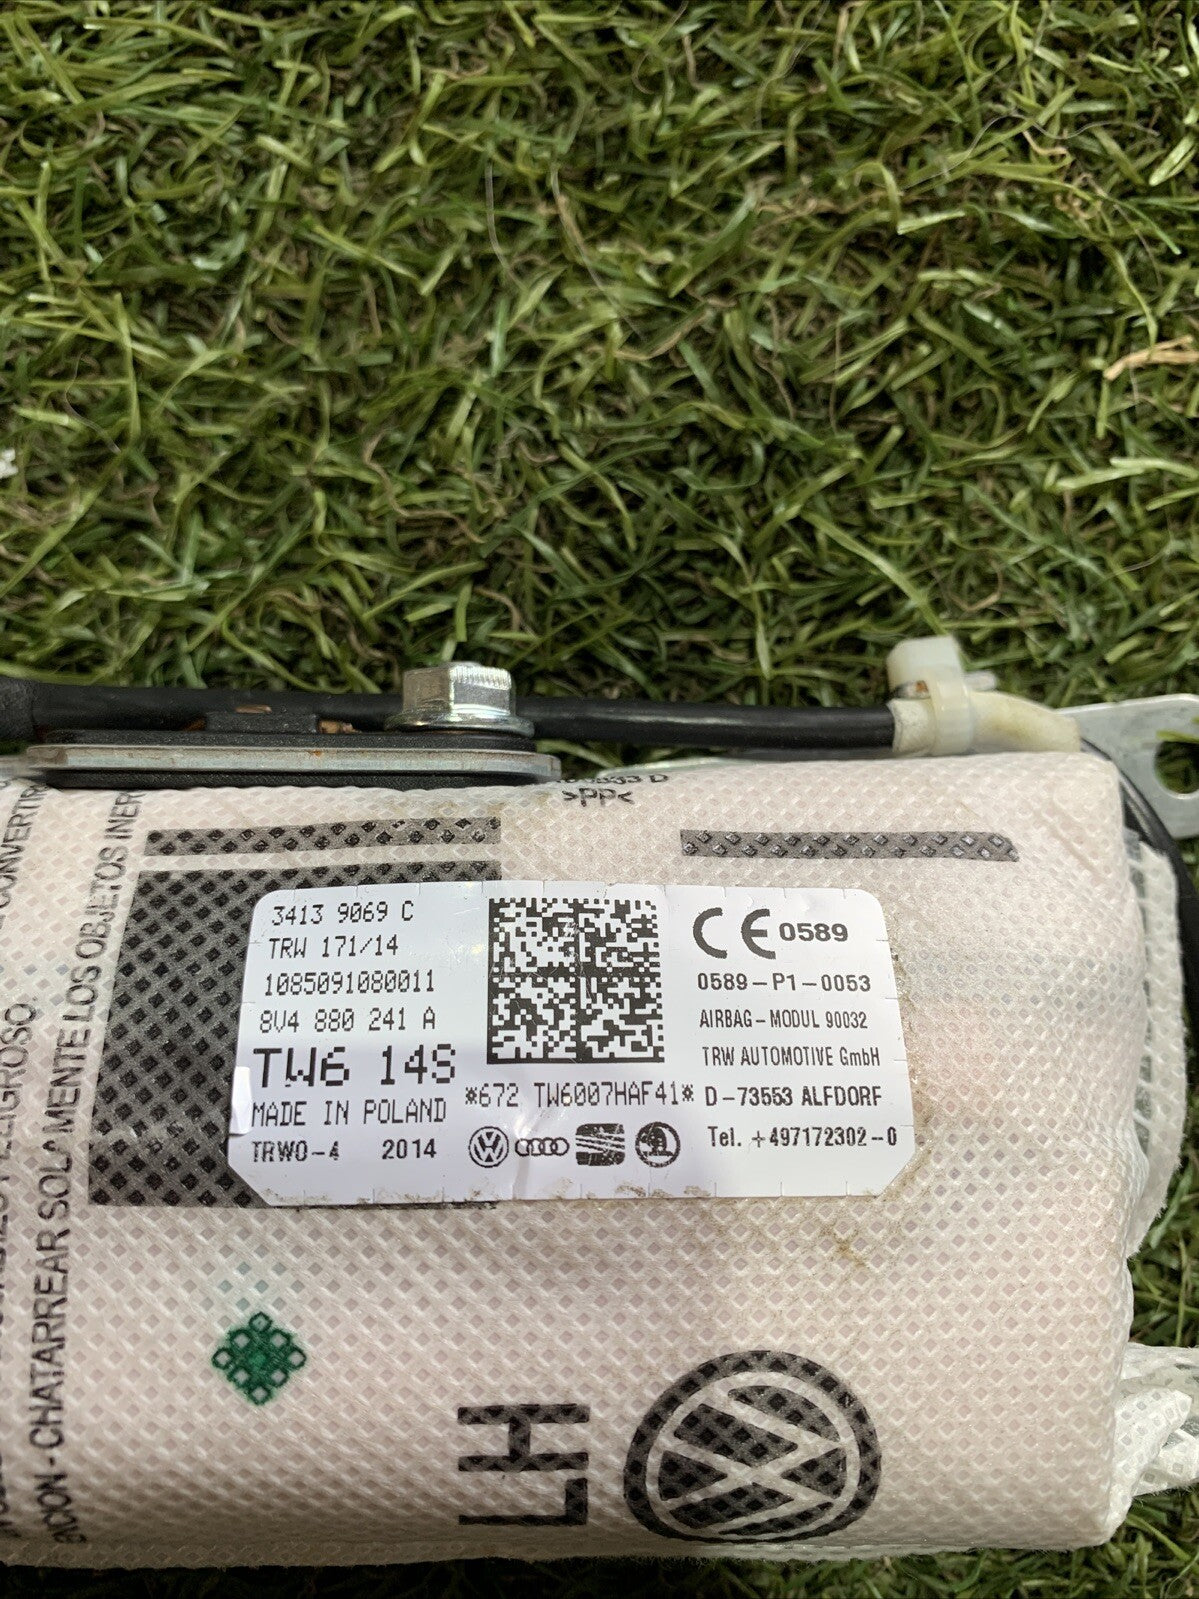 >PP<
3413 9069 C
TRW 171/14
1085091080011
8V4 880 241 A
TW6 14S
MADE IN POLAND
TRWO-4 2014
*672 TW6007HAF41*
CE 0589
0589-P1-0053
AIRBAG-MODUL 90032
TRW AUTOMOTIVE GmbH
D-73553 ALFDORF
Tel. +497172302-0
LIGROSO.
-CHATARREAR SOLAMENTE LOS OBJETOS INER
LH